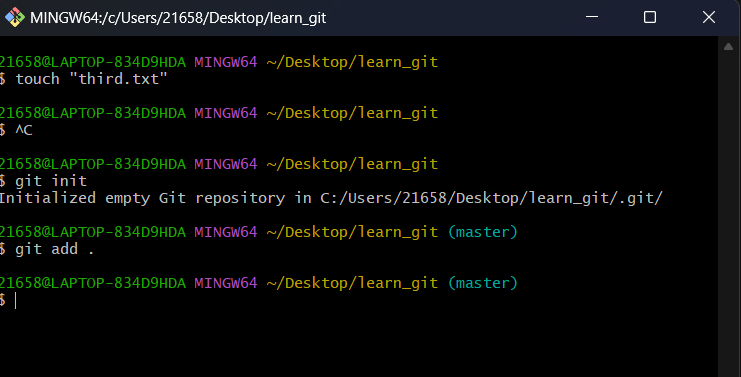 MINGW64:/c/Users/21658/Desktop/learn_git
21658@LAPTOP-834D9HDA MINGW64 ~/Desktop/learn_git
$ touch "third.txt"
21658@LAPTOP-834D9HDA MINGW64 ~/Desktop/learn_git
$ ^C
21658@LAPTOP-834D9HDA MINGW64 ~/Desktop/learn_git
$ git init
Initialized empty Git repository in C:/Users/21658/Desktop/learn_git/.git/
21658@LAPTOP-834D9HDA MINGW64 ~/Desktop/learn_git (master)
$ git add .
21658@LAPTOP-834D9HDA MINGW64 ~/Desktop/learn_git (master)
$